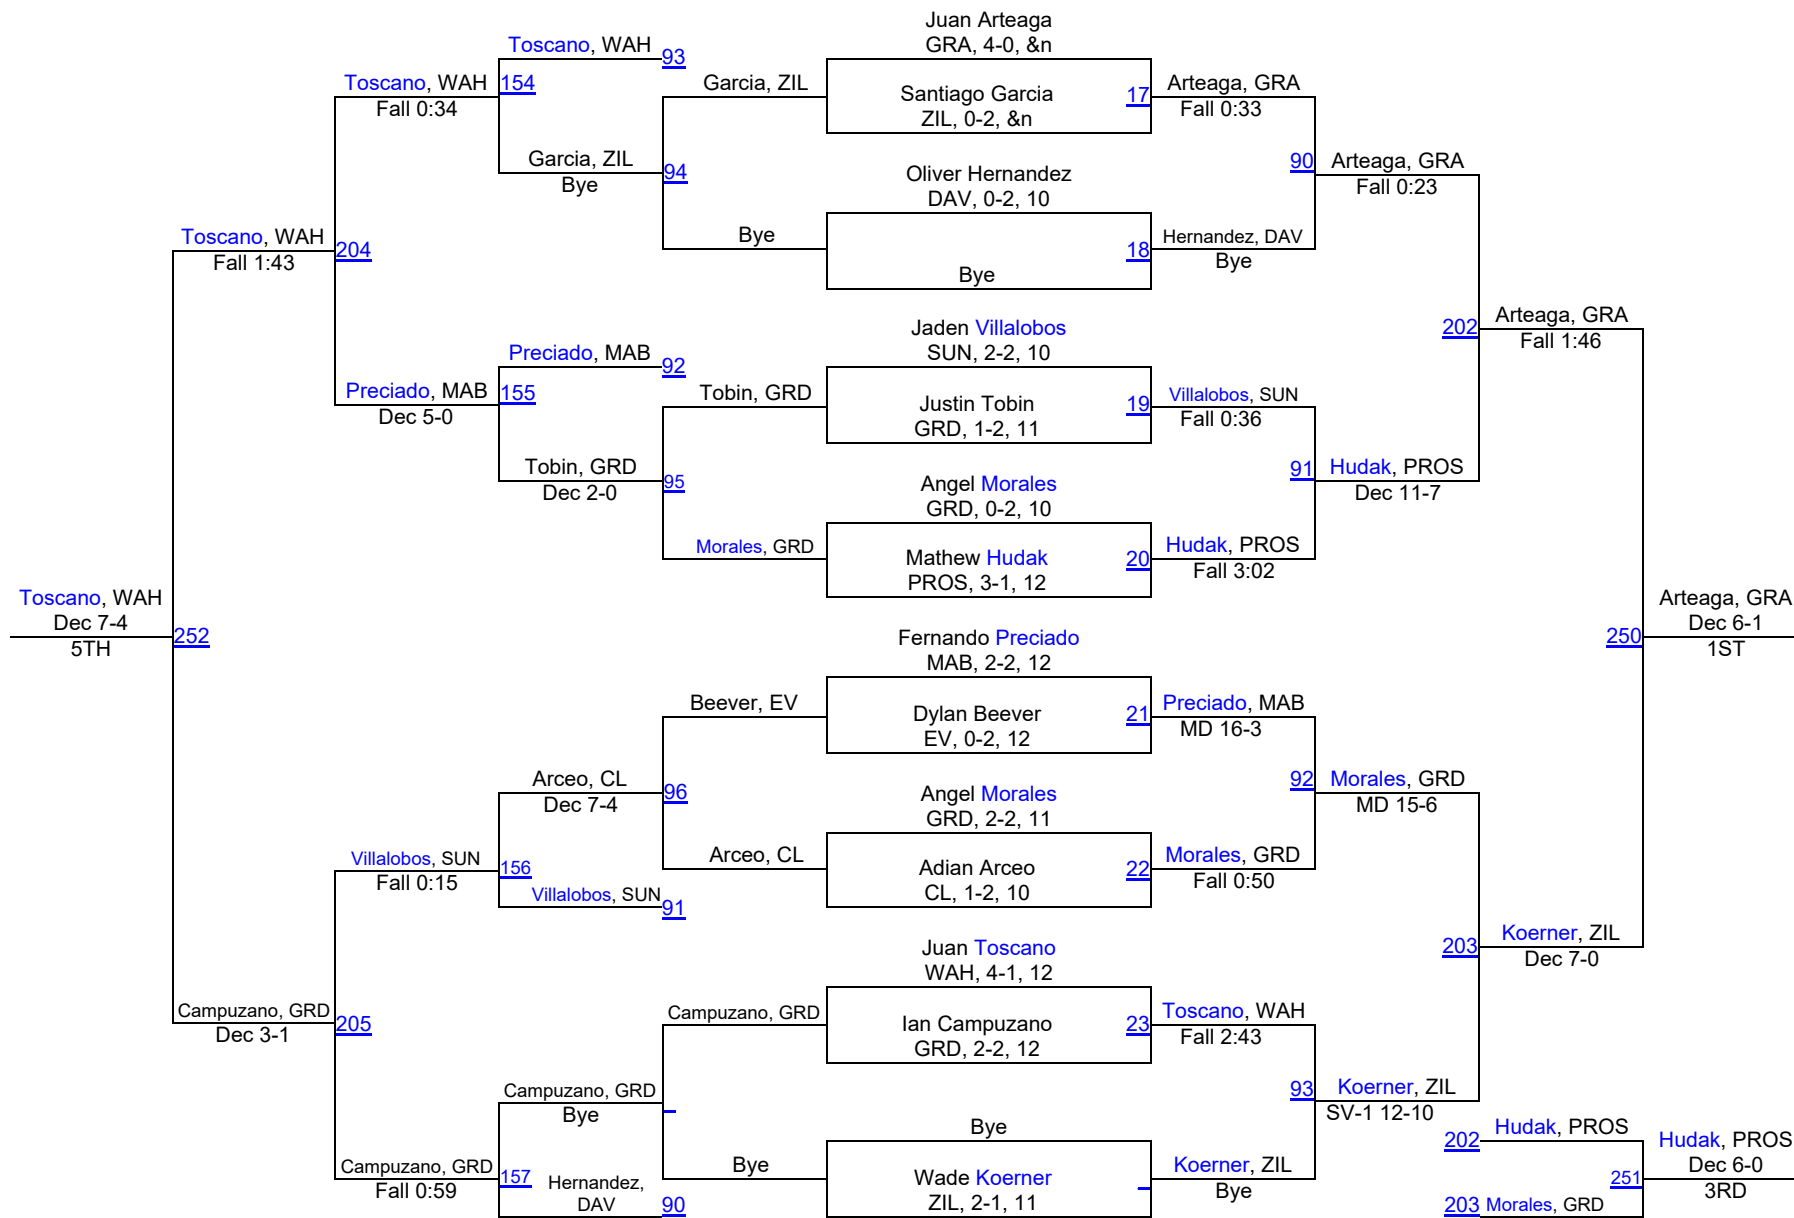 Juan Arteaga
GRA, 4-0, &n
Toscano, WAH
93
Toscano, WAH
154
Fall 0:34
Garcia, ZIL
Santiago Garcia
ZIL, 0-2, &n
17
Arteaga, GRA
Fall 0:33
Garcia, ZIL
Bye
94
Oliver Hernandez
DAV, 0-2, 10
90
Arteaga, GRA
Fall 0:23
Toscano, WAH
Fall 1:43
204
Bye
Bye
18
Hernandez, DAV
Bye
Jaden Villalobos
SUN, 2-2, 10
202
Arteaga, GRA
Fall 1:46
Preciado, MAB
92
Preciado, MAB
155
Dec 5-0
Tobin, GRD
Justin Tobin
GRD, 1-2, 11
19
Villalobos, SUN
Fall 0:36
Tobin, GRD
Dec 2-0
95
Angel Morales
GRD, 0-2, 10
91
Hudak, PROS
Dec 11-7
Morales, GRD
Mathew Hudak
PROS, 3-1, 12
20
Hudak, PROS
Fall 3:02
Toscano, WAH
Dec 7-4
5TH
252
Fernando Preciado
MAB, 2-2, 12
250
Arteaga, GRA
Dec 6-1
1ST
Beever, EV
Dylan Beever
EV, 0-2, 12
21
Preciado, MAB
MD 16-3
Arceo, CL
Dec 7-4
96
Angel Morales
GRD, 2-2, 11
92
Morales, GRD
MD 15-6
Villalobos, SUN
Fall 0:15
156
Arceo, CL
Adian Arceo
CL, 1-2, 10
22
Morales, GRD
Fall 0:50
Villalobos, SUN
91
Juan Toscano
WAH, 4-1, 12
203
Koerner, ZIL
Dec 7-0
Campuzano, GRD
Dec 3-1
205
Campuzano, GRD
Ian Campuzano
GRD, 2-2, 12
23
Toscano, WAH
Fall 2:43
Campuzano, GRD
Bye
93
Koerner, ZIL
SV-1 12-10
Bye
202
Hudak, PROS
Hudak, PROS
Dec 6-0
3RD
Campuzano, GRD
Fall 0:59
157
Hernandez,
DAV
90
Bye
Wade Koerner
ZIL, 2-1, 11
Koerner, ZIL
Bye
251
203
Morales, GRD